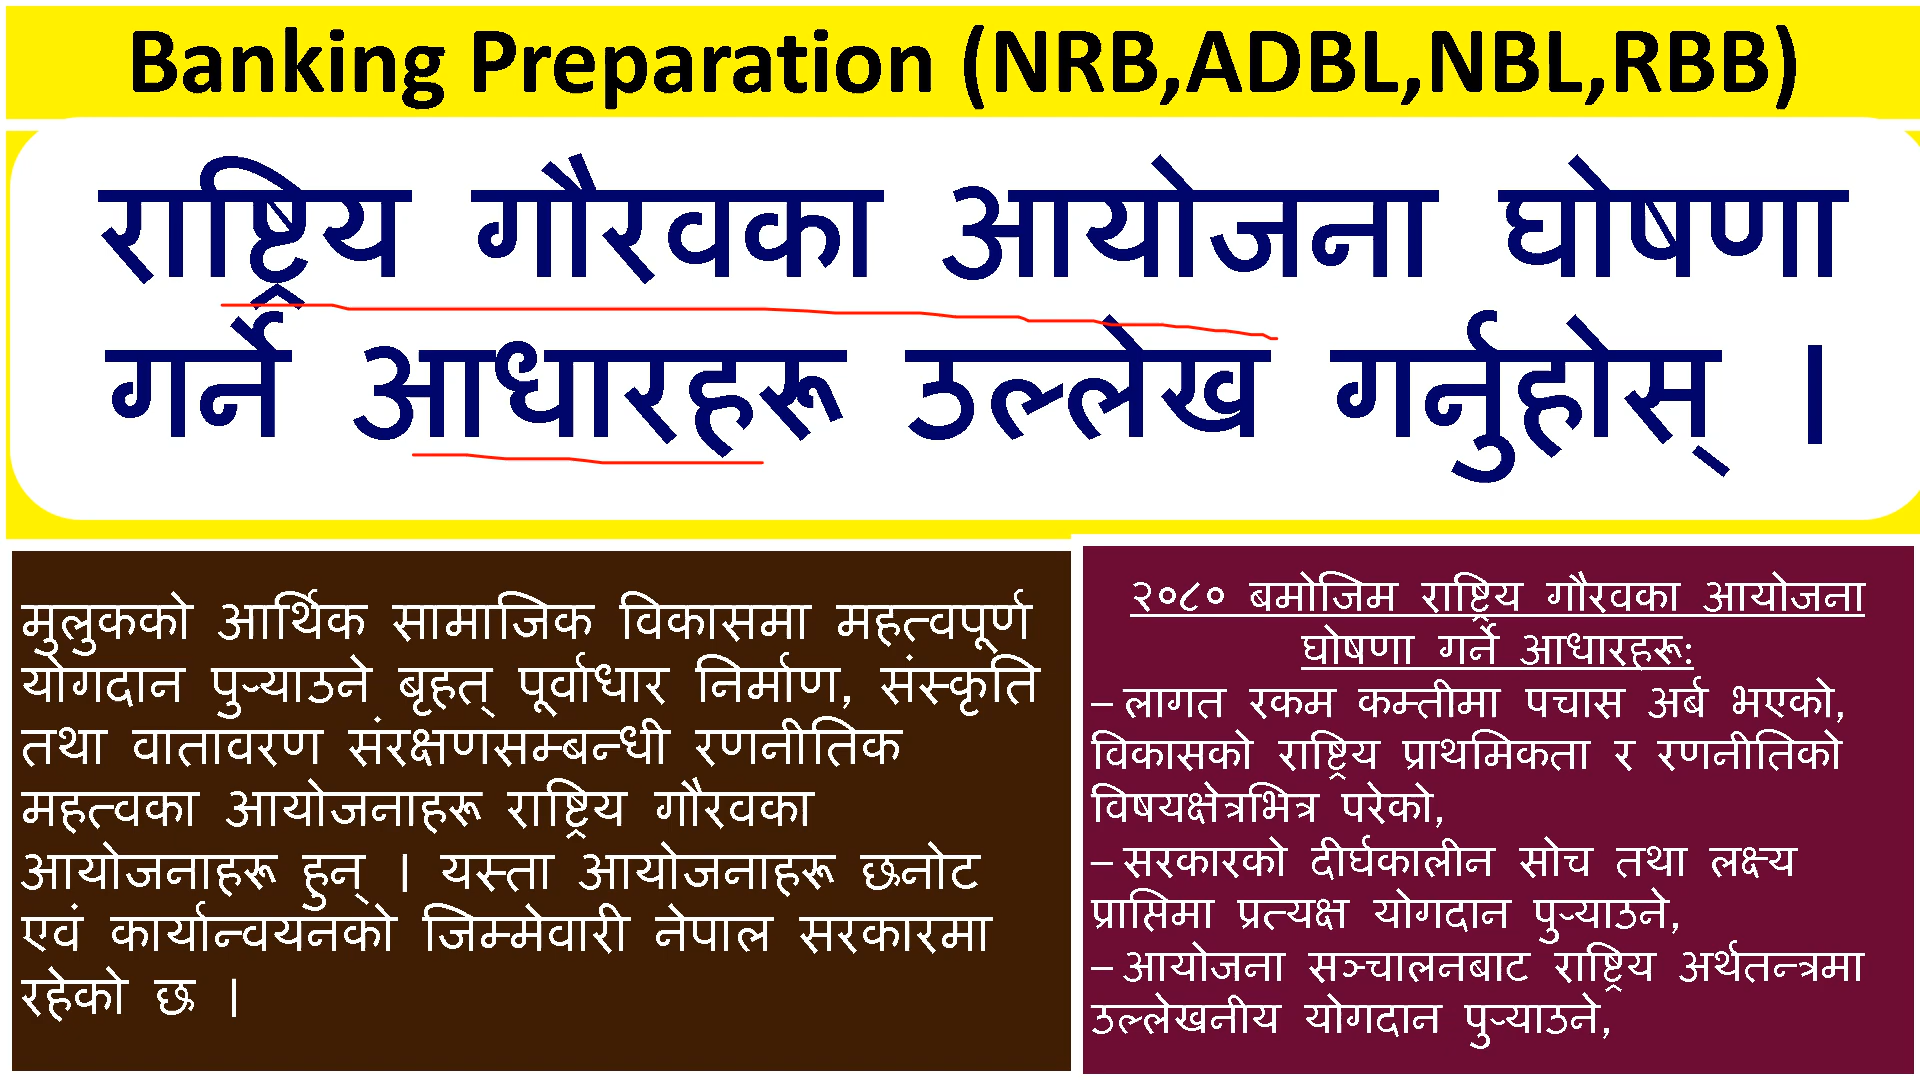 Banking Preparation (NRB,ADBL,NBL,RBB)
राष्ट्रिय गौरवका आयोजना घोषणा
गर्ने आधारहरू उल्लेख गर्नुहोस् ।
मुलुकको आर्थिक सामाजिक विकासमा महत्वपूर्ण
योगदान पुऱ्याउने बृहत् पूर्वाधार निर्माण, संस्कृति
तथा वातावरण संरक्षणसम्बन्धी रणनीतिक
महत्वका आयोजनाहरू राष्ट्रिय गौरवका
आयोजनाहरू हुन् । यस्ता आयोजनाहरू छनोट
एवं कार्यान्वयनको जिम्मेवारी नेपाल सरकारमा
रहेको छ ।
२०८० बमोजिम राष्ट्रिय गौरवका आयोजना
घोषणा गर्ने आधारहरू:
– लागत रकम कम्तीमा पचास अर्ब भएको,
विकासको राष्ट्रिय प्राथमिकता र रणनीतिको
विषयक्षेत्रभित्र परेको,
– सरकारको दीर्घकालीन सोच तथा लक्ष्य
प्राप्तिमा प्रत्यक्ष योगदान पुऱ्याउने,
– आयोजना सञ्चालनबाट राष्ट्रिय अर्थतन्त्रमा
उल्लेखनीय योगदान पुऱ्याउने,